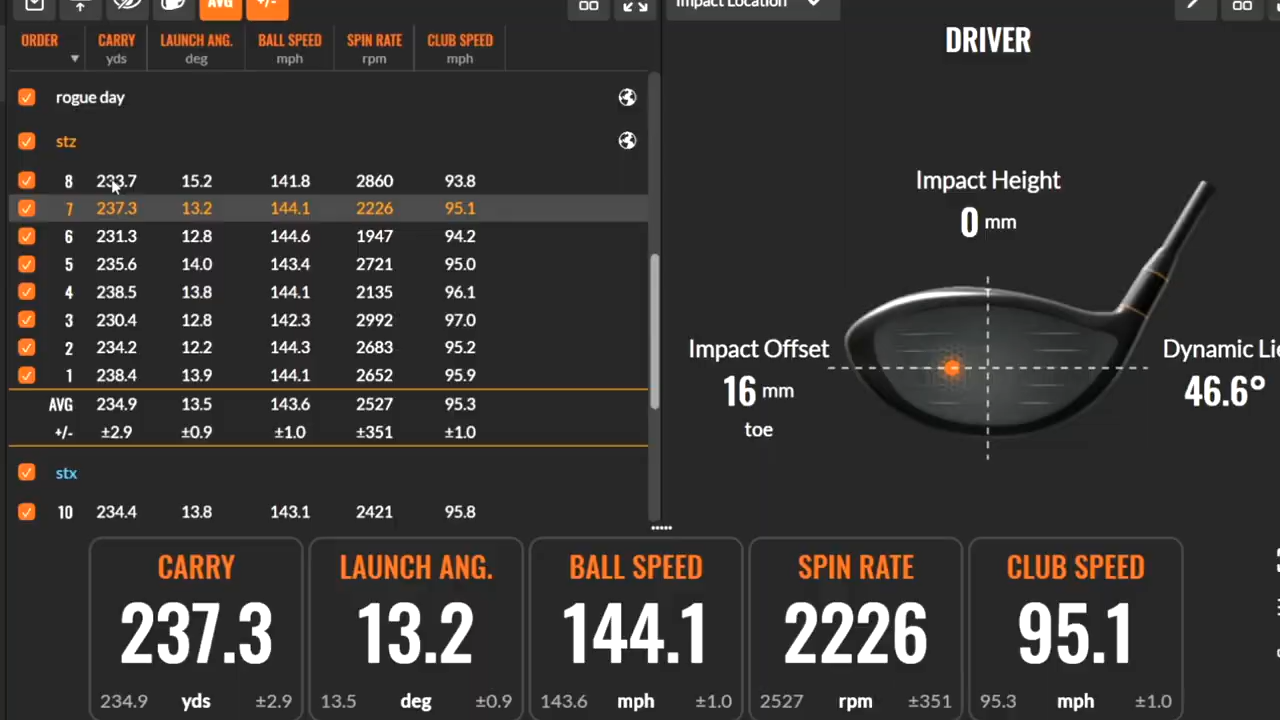 AVG +/- Impact Location
DRIVER
ORDER CARRY LAUNCH ANG. BALL SPEED SPIN RATE CLUB SPEED
yds deg mph rpm mph
rogue day
stz
8 233.7 15.2 141.8 2860 93.8
7 237.3 13.2 144.1 2226 95.1
6 231.3 12.8 144.6 1947 94.2
5 235.6 14.0 143.4 2721 95.0
4 238.5 13.8 144.1 2135 96.1
3 230.4 12.8 142.3 2992 97.0
2 234.2 12.2 144.3 2683 95.2
1 238.4 13.9 144.1 2652 95.9
AVG 234.9 13.5 143.6 2527 95.3
+/- ±2.9 ±0.9 ±1.0 ±351 ±1.0
stx
10 234.4 13.8 143.1 2421 95.8
Impact Height
0 mm
Impact Offset
16 mm
toe
Dynamic Lie
46.6°
CARRY LAUNCH ANG. BALL SPEED SPIN RATE CLUB SPEED
237.3 13.2 144.1 2226 95.1
234.9 yds ±2.9 13.5 deg ±0.9 143.6 mph ±1.0 2527 rpm ±351 95.3 mph ±1.0